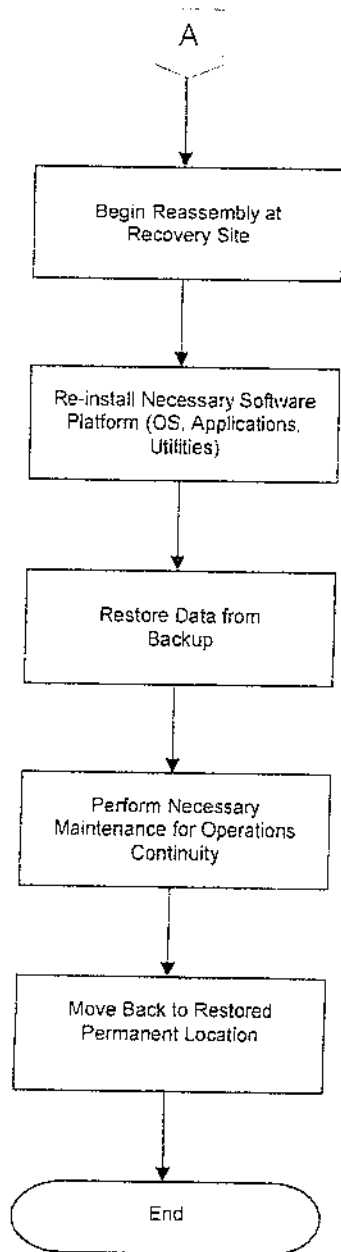 A
Begin Reassembly at
Recovery Site
Re-install Necessary Software
Platform (OS, Applications,
Utilities)
Restore Data from
Backup
Perform Necessary
Maintenance for Operations
Continuity
Move Back to Restored
Permanent Location
End